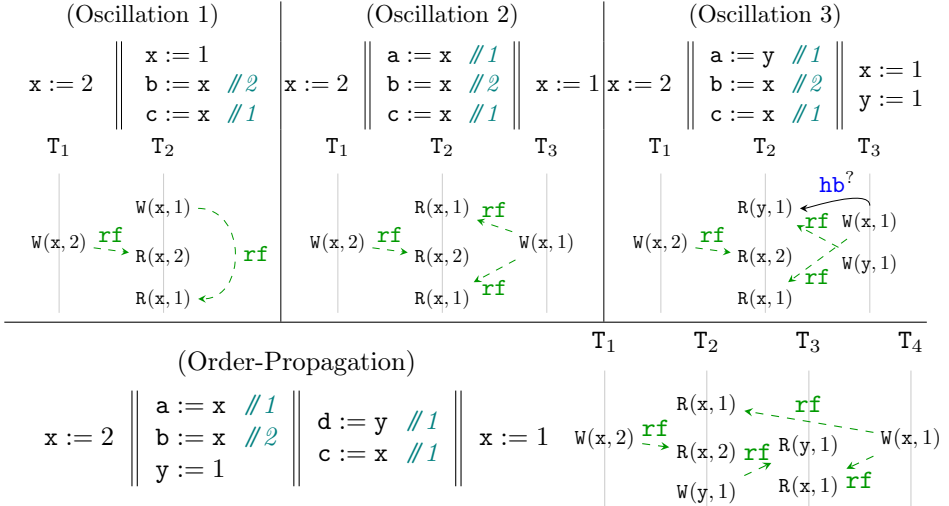 (Oscillation 1) (Oscillation 2) (Oscillation 3)
x := 2 ‖ x := 1
b := x // 2
c := x // 1
x := 2 ‖ a := x // 1
b := x // 2
c := x // 1
‖ x := 1
x := 2 ‖ a := y // 1
b := x // 2
c := x // 1
‖ x := 1
y := 1
T₁ T₂
W(x, 1)
W(x, 2) rf R(x, 2) rf
R(x, 1)
T₁ T₂ T₃
R(x, 1) rf
W(x, 2) rf R(x, 2) W(x, 1)
R(x, 1) rf
T₁ T₂ T₃
hb?
R(y, 1) rf W(x, 1)
W(x, 2) rf R(x, 2) W(y, 1)
R(x, 1) rf
(Order-Propagation)
x := 2 ‖ a := x // 1
b := x // 2
y := 1
‖ d := y // 1
c := x // 1
‖ x := 1
T₁ T₂ T₃ T₄
R(x, 1) rf
W(x, 2) rf R(x, 2) rf R(y, 1) W(x, 1)
W(y, 1) R(x, 1) rf